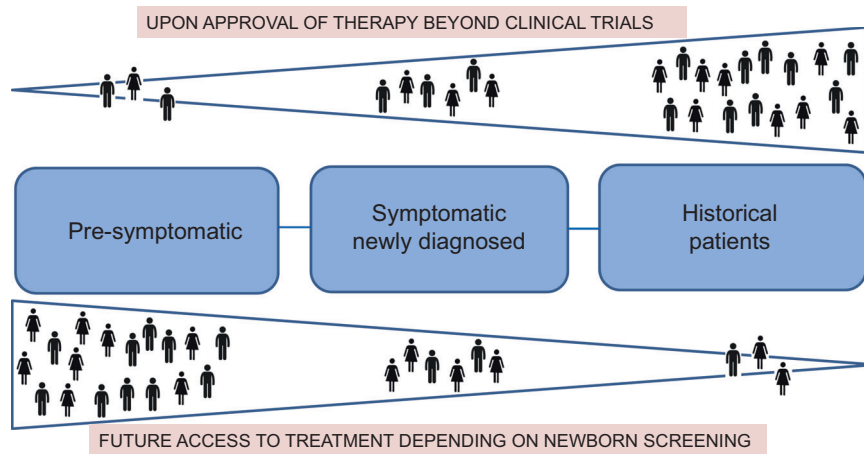 UPON APPROVAL OF THERAPY BEYOND CLINICAL TRIALS
Pre-symptomatic
Symptomatic
newly diagnosed
Historical
patients
FUTURE ACCESS TO TREATMENT DEPENDING ON NEWBORN SCREENING